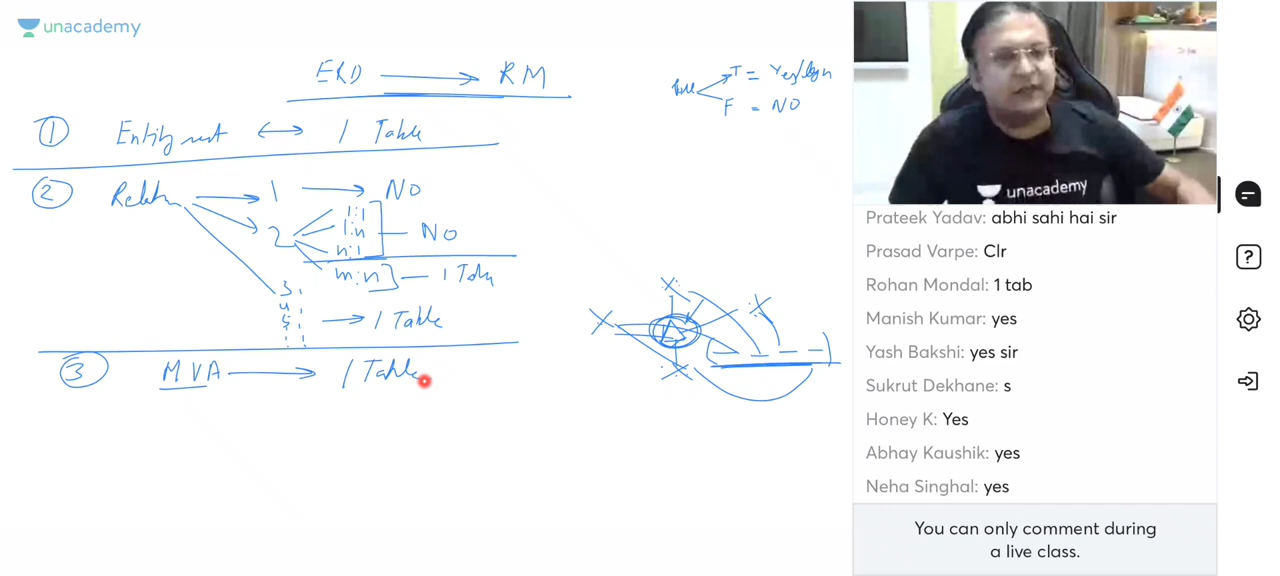 unacademy
ERD → RM
T = Yes/
F = NO
① Entity set ↔ 1 Table
② Relatn → 1 → NO
→ 2
1:1
1:n
n:1
NO
m:n
1 Table
3
4
5
→ 1 Table
③ MVA → 1 Table
unacademy
Prateek Yadav: abhi sahi hai sir
Prasad Varpe: Clr
Rohan Mondal: 1 tab
Manish Kumar: yes
Yash Bakshi: yes sir
Sukrut Dekhane: s
Honey K: Yes
Abhay Kaushik: yes
Neha Singhal: yes
You can only comment during
a live class.